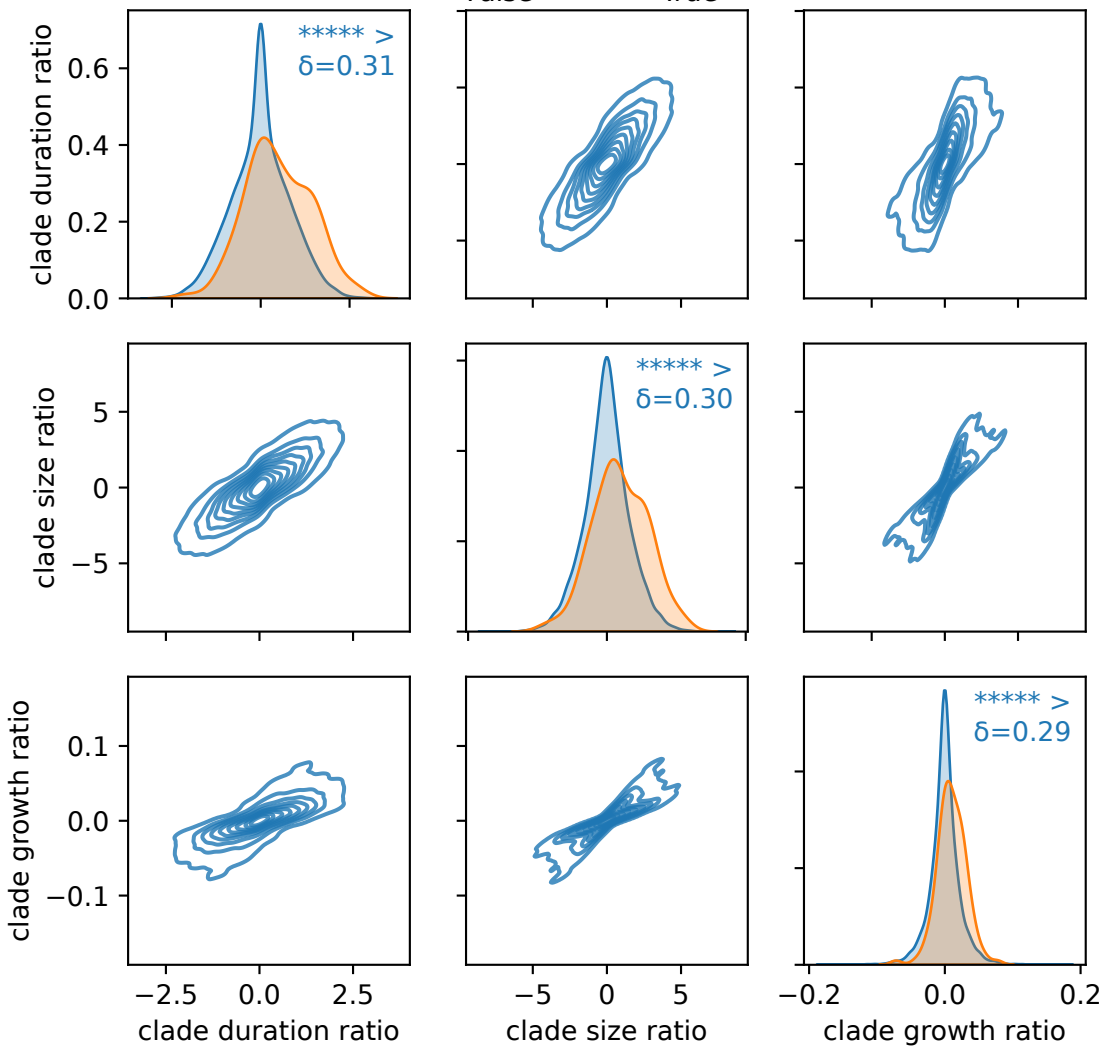 ***** >
δ=0.31
clade duration ratio
0.6
0.4
0.2
0.0
***** >
δ=0.30
clade size ratio
5
0
−5
***** >
δ=0.29
clade growth ratio
0.1
0.0
−0.1
−2.5 0.0 2.5
−5 0 5
−0.2 0.0 0.2
clade duration ratio
clade size ratio
clade growth ratio